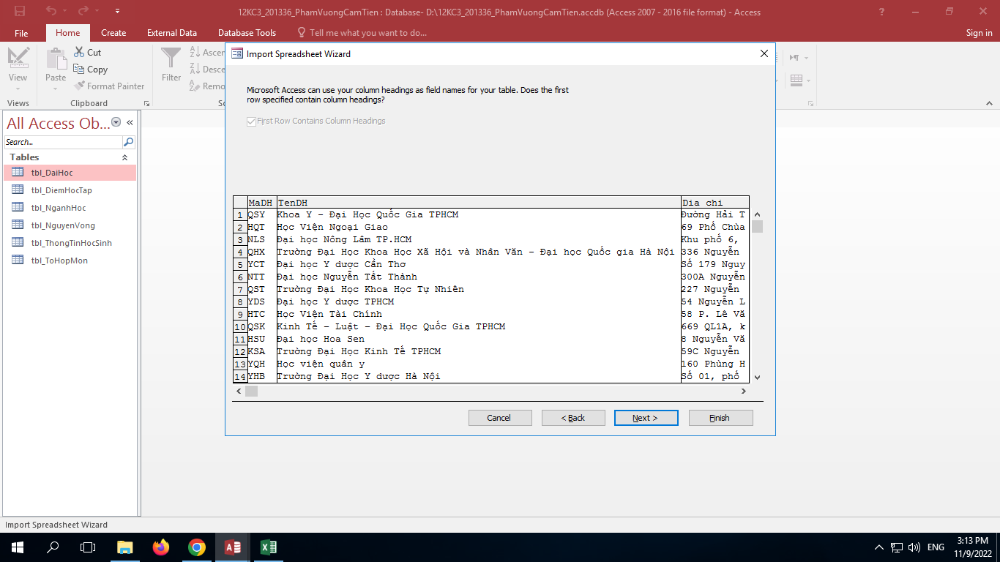 12KC3_201336_PhamVuongCamTien : Database- D:\12KC3_201336_PhamVuongCamTien.accdb (Access 2007 - 2016 file format) - Access
?
File Home Create External Data Database Tools Tell me what you want to do... Sign in
View
Views
Paste
Cut
Copy
Format Painter
Clipboard
Filter
Ascen
Desce
Remo
So
All Access Ob...
Search...
Tables
tbl_DaiHoc
tbl_DiemHocTap
tbl_NganhHoc
tbl_NguyenVong
tbl_ThongTinHocSinh
tbl_ToHopMon
Import Spreadsheet Wizard
Microsoft Access can use your column headings as field names for your table. Does the first
row specified contain column headings?
First Row Contains Column Headings
MaDH TenDH Dia chi
1 QSY Khoa Y – Đại Học Quốc Gia TPHCM Đường Hải T
2 HQT Học Viện Ngoại Giao 69 Phố Chùa
3 NLS Đại học Nông Lâm TP.HCM Khu phố 6,
4 QHX Trường Đại Học Khoa Học Xã Hội và Nhân Văn – Đại học Quốc gia Hà Nội 336 Nguyễn
5 YCT Đại học Y dược Cần Thơ Số 179 Nguy
6 NTT Đại học Nguyễn Tất Thành 300A Nguyễn
7 QST Trường Đại Học Khoa Học Tự Nhiên 227 Nguyễn
8 YDS Đại học Y dược TPHCM 54 Nguyễn L
9 HTC Học Viện Tài Chính 58 P. Lê Vă
10 QSK Kinh Tế – Luật – Đại Học Quốc Gia TPHCM 669 QL1A, k
11 HSU Đại học Hoa Sen 8 Nguyễn Vă
12 KSA Trường Đại Học Kinh Tế TPHCM 59C Nguyễn
13 YQH Học viện quân y 160 Phùng H
14 YHB Trường Đại Học Y dược Hà Nội Số 01, phố
Cancel < Back Next > Finish
Import Spreadsheet Wizard
ENG
3:13 PM
11/9/2022